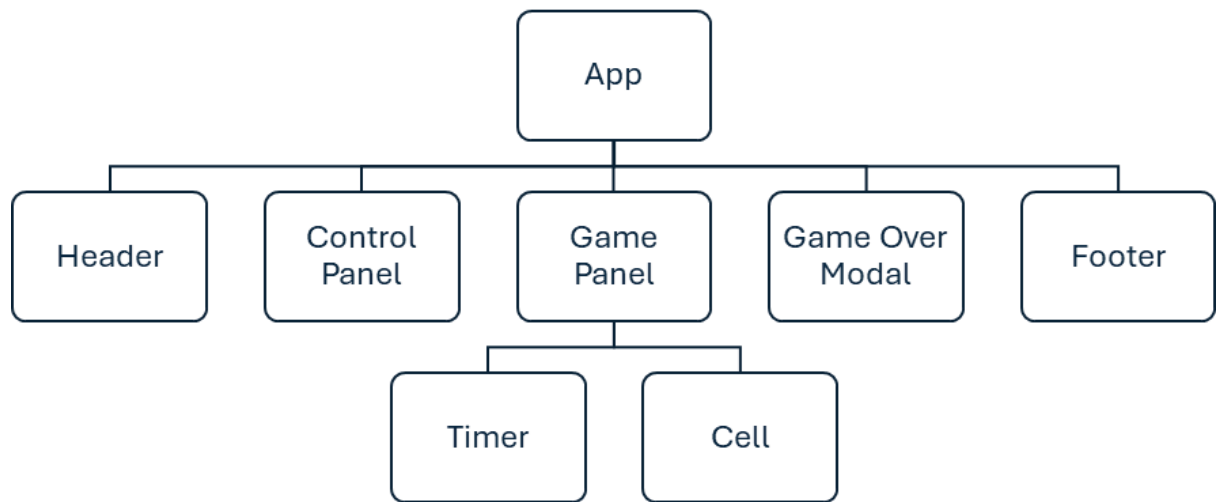 App
Header
Control
Panel
Game
Panel
Game Over
Modal
Footer
Timer
Cell